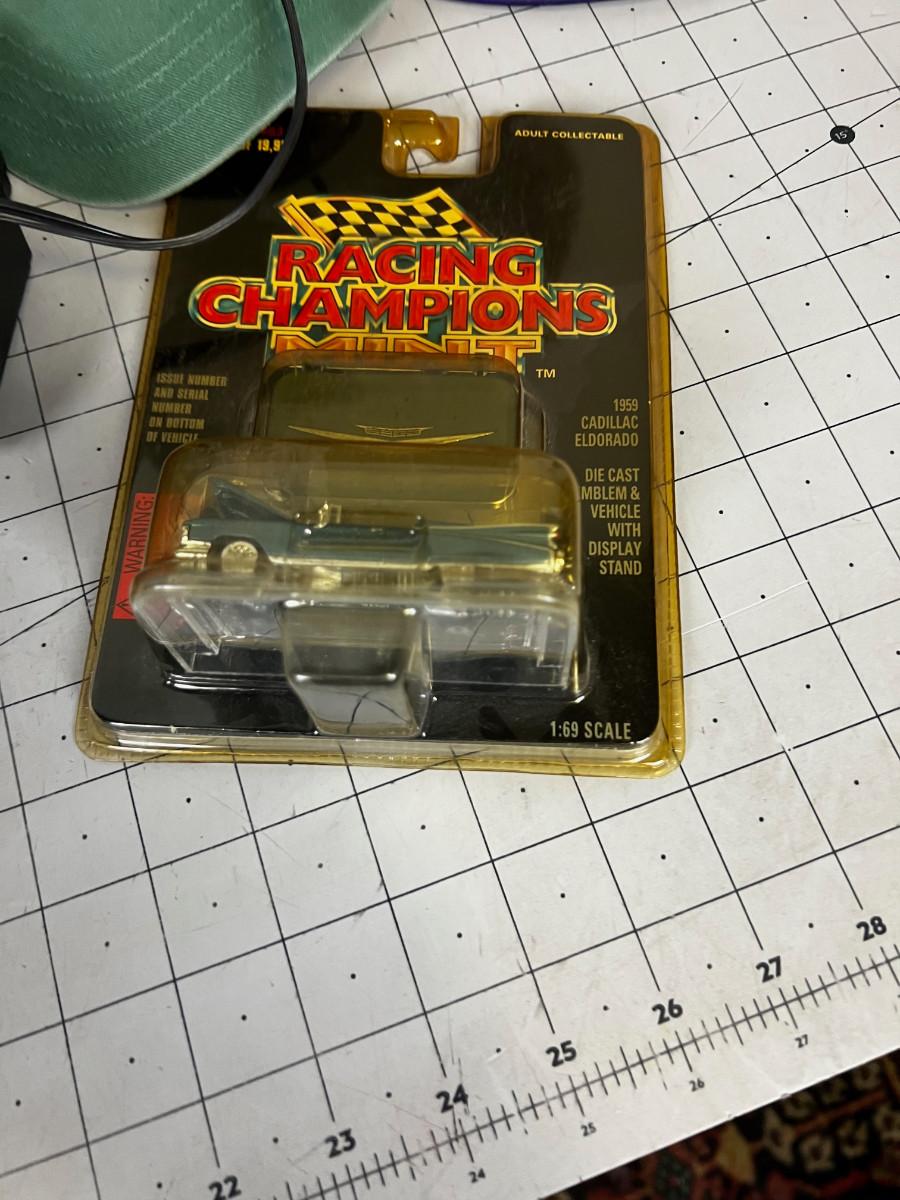 19,9
ADULT COLLECTABLE
RACING
CHAMPIONS
MINT
TM
ISSUE NUMBER
AND SERIAL
NUMBER
ON BOTTOM
OF VEHICLE
1959
CADILLAC
ELDORADO
DIE CAST
MBLEM &
VEHICLE
WITH
DISPLAY
STAND
WARNING:
1:69 SCALE
15
22 23 24 25 26 27 28
24 25 26 27